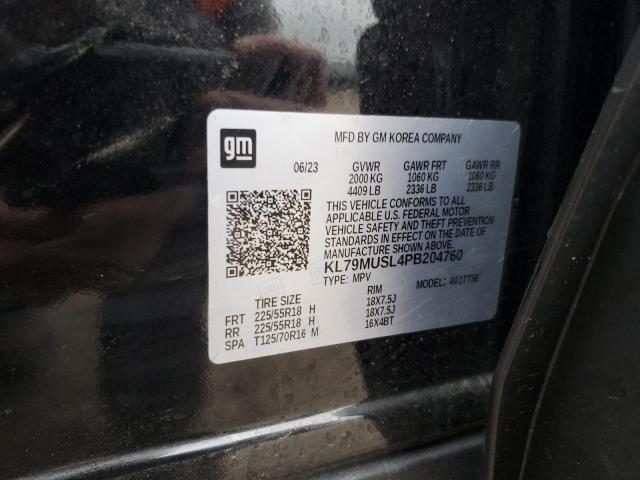 gm
MFD BY GM KOREA COMPANY
06/23 GVWR GAWR FRT GAWR RR
2000 KG 1060 KG 1060 KG
4409 LB 2336 LB 2336 LB
THIS VEHICLE CONFORMS TO ALL
APPLICABLE U.S. FEDERAL MOTOR
VEHICLE SAFETY AND THEFT PREVENTION
STANDARDS IN EFFECT ON THE DATE OF
MANUFACTURE SHOWN ABOVE.
KL79MUSL4PB204760
TYPE: MPV MODEL: 401TT56
TIRE SIZE RIM
FRT 225/55R18 H 18X7.5J
RR 225/55R18 H 18X7.5J
SPA T125/70R16 M 16X4BT